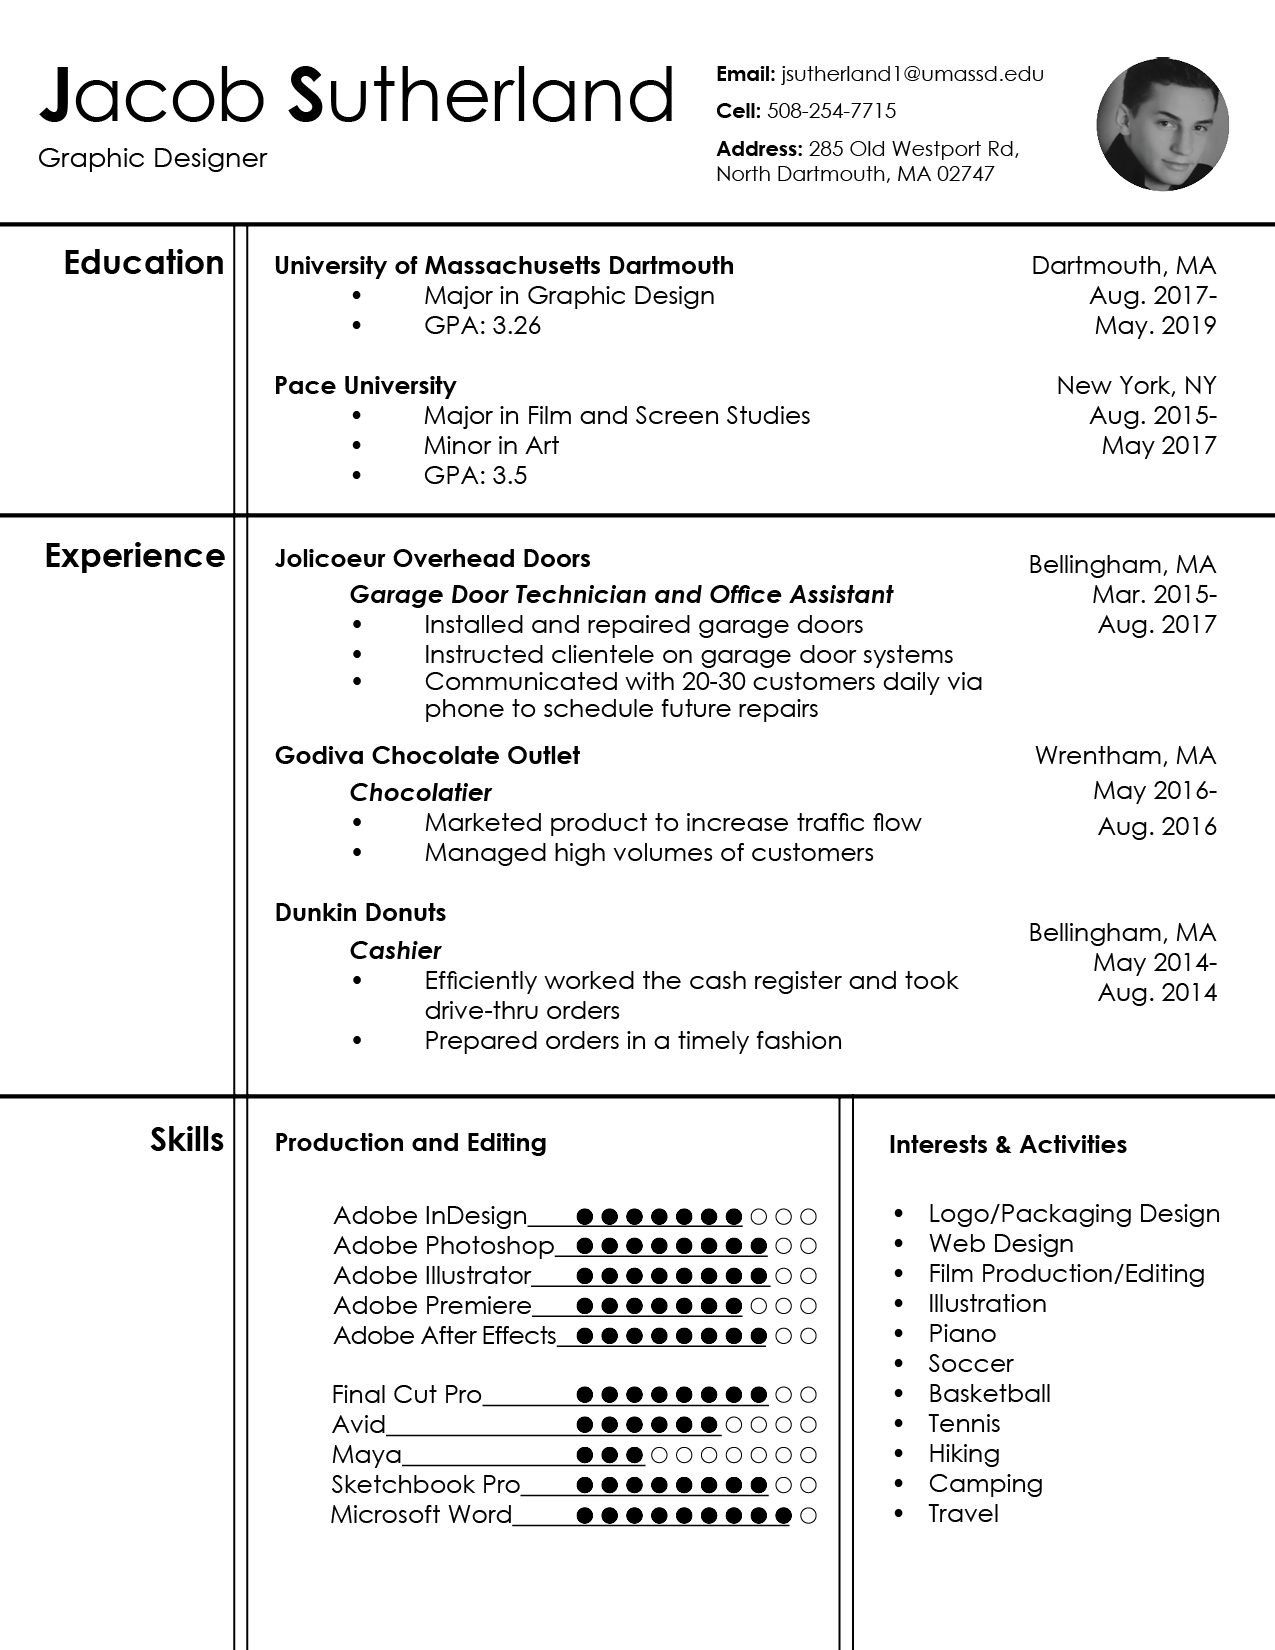 Jacob Sutherland
Graphic Designer
Email: jsutherland1@umassd.edu
Cell: 508-254-7715
Address: 285 Old Westport Rd,
North Dartmouth, MA 02747
Education
University of Massachusetts Dartmouth
• Major in Graphic Design
• GPA: 3.26
Dartmouth, MA
Aug. 2017-
May. 2019
Pace University
• Major in Film and Screen Studies
• Minor in Art
• GPA: 3.5
New York, NY
Aug. 2015-
May 2017
Experience
Jolicoeur Overhead Doors
Garage Door Technician and Office Assistant
• Installed and repaired garage doors
• Instructed clientele on garage door systems
• Communicated with 20-30 customers daily via
phone to schedule future repairs
Bellingham, MA
Mar. 2015-
Aug. 2017
Godiva Chocolate Outlet
Chocolatier
• Marketed product to increase traffic flow
• Managed high volumes of customers
Wrentham, MA
May 2016-
Aug. 2016
Dunkin Donuts
Cashier
• Efficiently worked the cash register and took
drive-thru orders
• Prepared orders in a timely fashion
Bellingham, MA
May 2014-
Aug. 2014
Skills
Production and Editing
Adobe InDesign
Adobe Photoshop
Adobe Illustrator
Adobe Premiere
Adobe After Effects
Final Cut Pro
Avid
Maya
Sketchbook Pro
Microsoft Word
Interests & Activities
• Logo/Packaging Design
• Web Design
• Film Production/Editing
• Illustration
• Piano
• Soccer
• Basketball
• Tennis
• Hiking
• Camping
• Travel